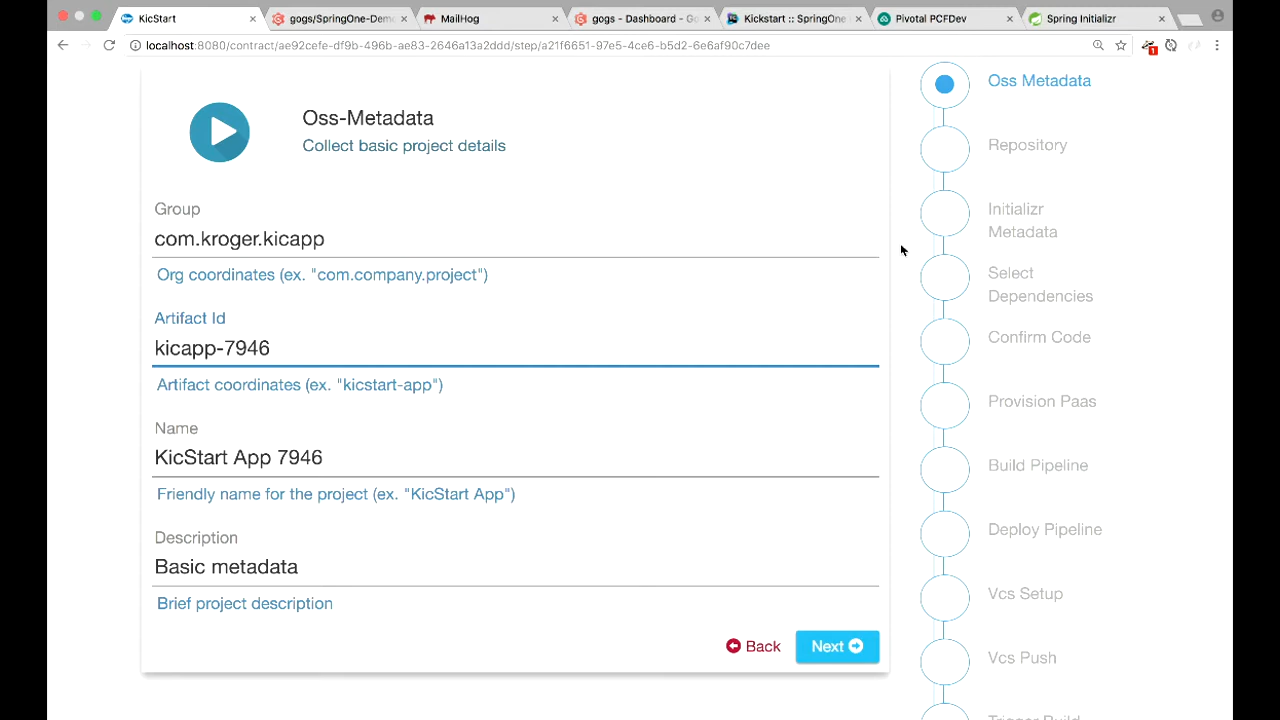 KicStart
gogs/SpringOne-Dem
MailHog
gogs - Dashboard - Go
Kickstart :: SpringOne
Pivotal PCFDev
Spring Initializr
localhost:8080/contract/ae92cefe-df9b-496b-ae83-2646a13a2ddd/step/a21f6651-97e5-4ce6-b5d2-6e6af90c7dee
1
Oss-Metadata
Collect basic project details
Group
com.kroger.kicapp
Org coordinates (ex. "com.company.project")
Artifact Id
kicapp-7946
Artifact coordinates (ex. "kicstart-app")
Name
KicStart App 7946
Friendly name for the project (ex. "KicStart App")
Description
Basic metadata
Brief project description
Back
Next
Oss Metadata
Repository
Initializr
Metadata
Select
Dependencies
Confirm Code
Provision Paas
Build Pipeline
Deploy Pipeline
Vcs Setup
Vcs Push
Trigger Build